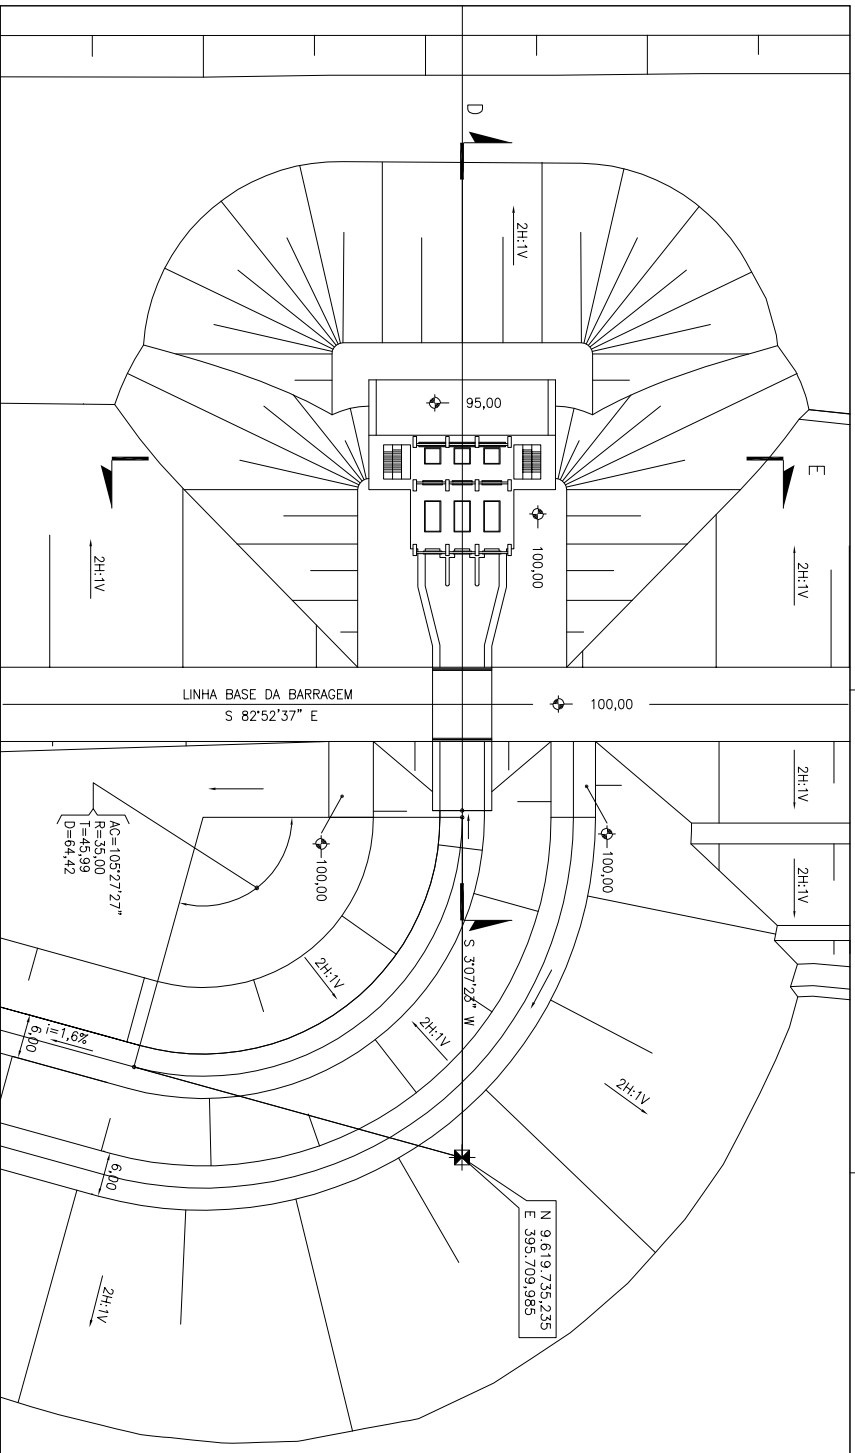 D
2H:1V
95,00
E
100,00
2H:1V
2H:1V
LINHA BASE DA BARRAGEM
S 82°52'37" E
100,00
2H:1V
2H:1V
AC=105°27'27"
R=35,00
T=45,99
D=64,42
100,00
100,00
2H:1V
S 3°07'23" W
2H:1V
i=1,6%
6,00
2H:1V
6,00
N 9.619.735,235
E 395.709,985
2H:1V